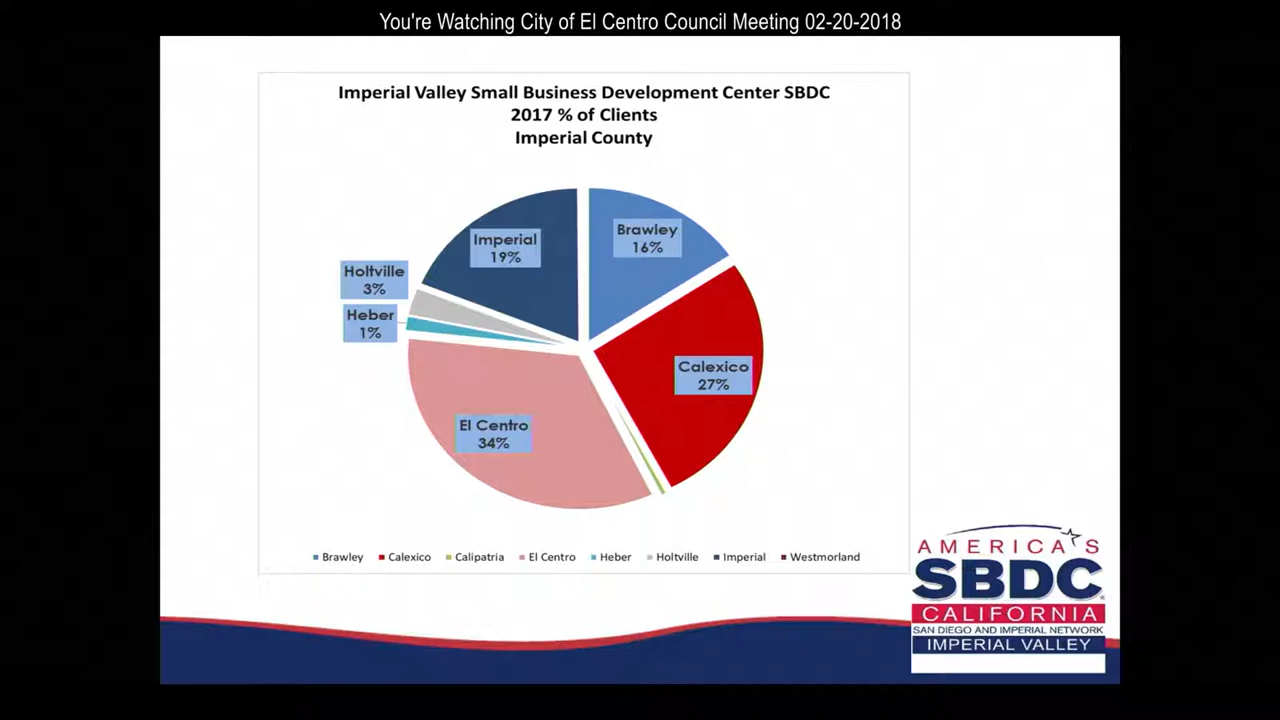 You're Watching City of El Centro Council Meeting 02-20-2018
Imperial Valley Small Business Development Center SBDC
2017 % of Clients
Imperial County
Imperial
19%
Brawley
16%
Holtville
3%
Heber
1%
Calexico
27%
El Centro
34%
Brawley Calexico Calipatria El Centro Heber Holtville Imperial Westmorland
AMERICA'S
SBDC
CALIFORNIA
SAN DIEGO AND IMPERIAL NETWORK
IMPERIAL VALLEY